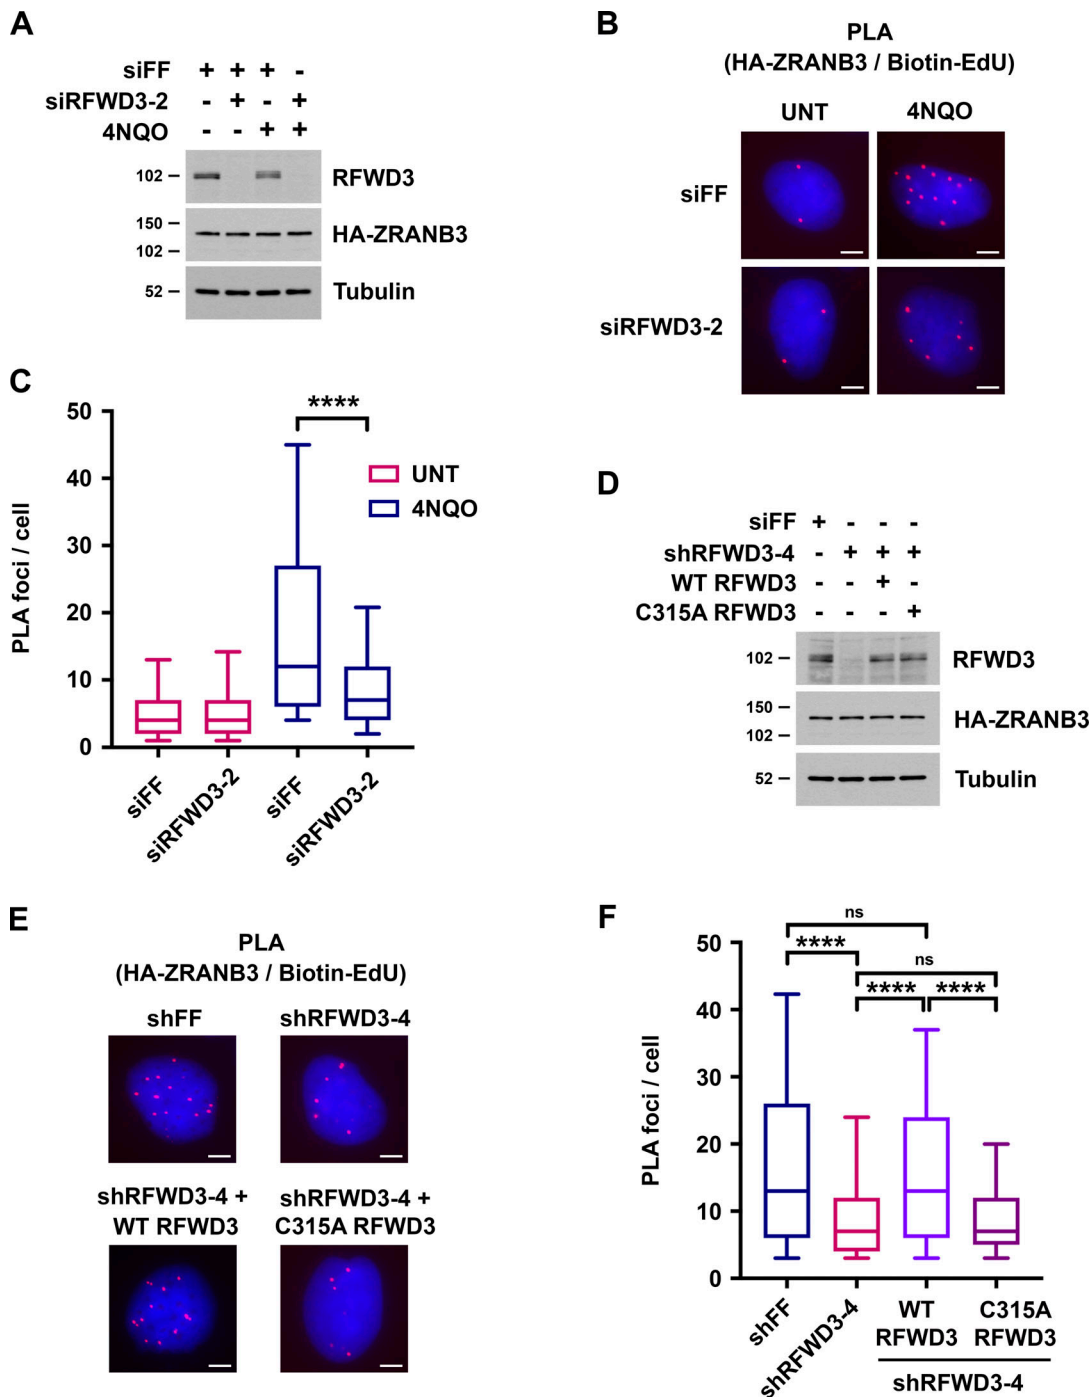 A
siFF + + + -
siRFWD3-2 - + - +
4NQO - - + +
102 RFWD3
150
HA-ZRANB3
102
52 Tubulin
B
PLA
(HA-ZRANB3 / Biotin-EdU)
UNT 4NQO
siFF
siRFWD3-2
C
50
40
30
20
10
0
PLA foci / cell
****
UNT
4NQO
siFF
siRFWD3-2
siFF
siRFWD3-2
D
siFF + - - -
shRFWD3-4 - + + +
WT RFWD3 - - + -
C315A RFWD3 - - - +
102 RFWD3
150
HA-ZRANB3
102
52 Tubulin
E
PLA
(HA-ZRANB3 / Biotin-EdU)
shFF shRFWD3-4
shRFWD3-4 +
WT RFWD3
shRFWD3-4 +
C315A RFWD3
F
ns
****
ns
**** ****
50
40
30
20
10
0
PLA foci / cell
shFF
shRFWD3-4
WT
RFWD3
C315A
RFWD3
shRFWD3-4